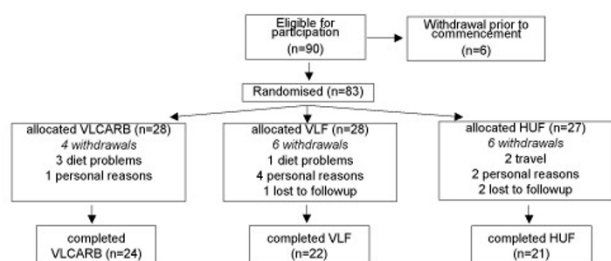 Eligible for
participation
(n=90)
Withdrawal prior to
commencement
(n=6)
Randomised (n=83)
allocated VLCARB (n=28)
4 withdrawals
3 diet problems
1 personal reasons
allocated VLF (n=28)
6 withdrawals
1 diet problems
4 personal reasons
1 lost to followup
allocated HUF (n=27)
6 withdrawals
2 travel
2 personal reasons
2 lost to followup
completed
VLCARB (n=24)
completed
VLF (n=22)
completed HUF
(n=21)